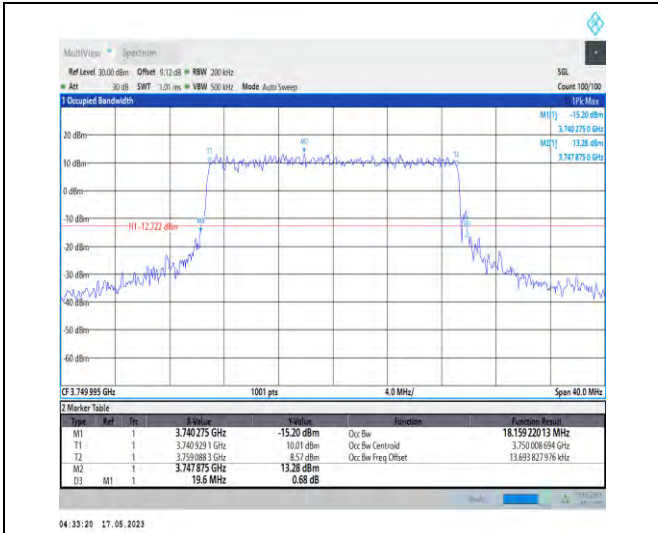 MultiView Spectrum
Ref Level 30.00 dBm Offset 9.12 dB RBW 200 kHz SGL
Att 30 dB SWT 1.01 ms VBW 500 kHz Mode Auto Sweep Count 100/100
1 Occupied Bandwidth 1Pk Max
M1[1] -15.20 dBm
3.740 275 0 GHz
M2[1] 13.28 dBm
3.747 875 0 GHz
20 dBm
T1 M2 T2
10 dBm
0 dBm
-10 dBm
H1 -12.722 dBm M1
-20 dBm
-30 dBm
-40 dBm
-50 dBm
-60 dBm
CF 3.749 995 GHz 1001 pts 4.0 MHz/ Span 40.0 MHz
2 Marker Table
Type Ref Trc X-Value Y-Value Function Function Result
M1 1 3.740 275 GHz -15.20 dBm Occ Bw 18.159 220 13 MHz
T1 1 3.740 929 1 GHz 10.01 dBm Occ Bw Centroid 3.750 008 694 GHz
T2 1 3.759 088 3 GHz 8.57 dBm Occ Bw Freq Offset 13.693 827 976 kHz
M2 1 3.747 875 GHz 13.28 dBm
D3 M1 1 19.6 MHz 0.68 dB
04:33:20 17.05.2023